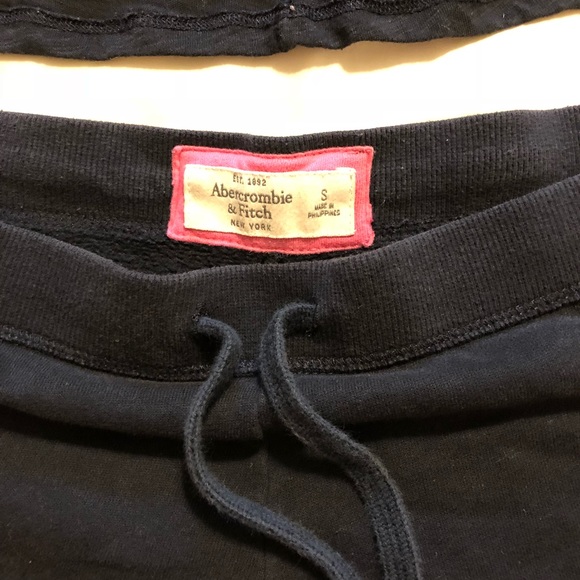 Est. 1892
Abercrombie
& Fitch
NEW YORK
S
MADE IN
PHILIPPINES